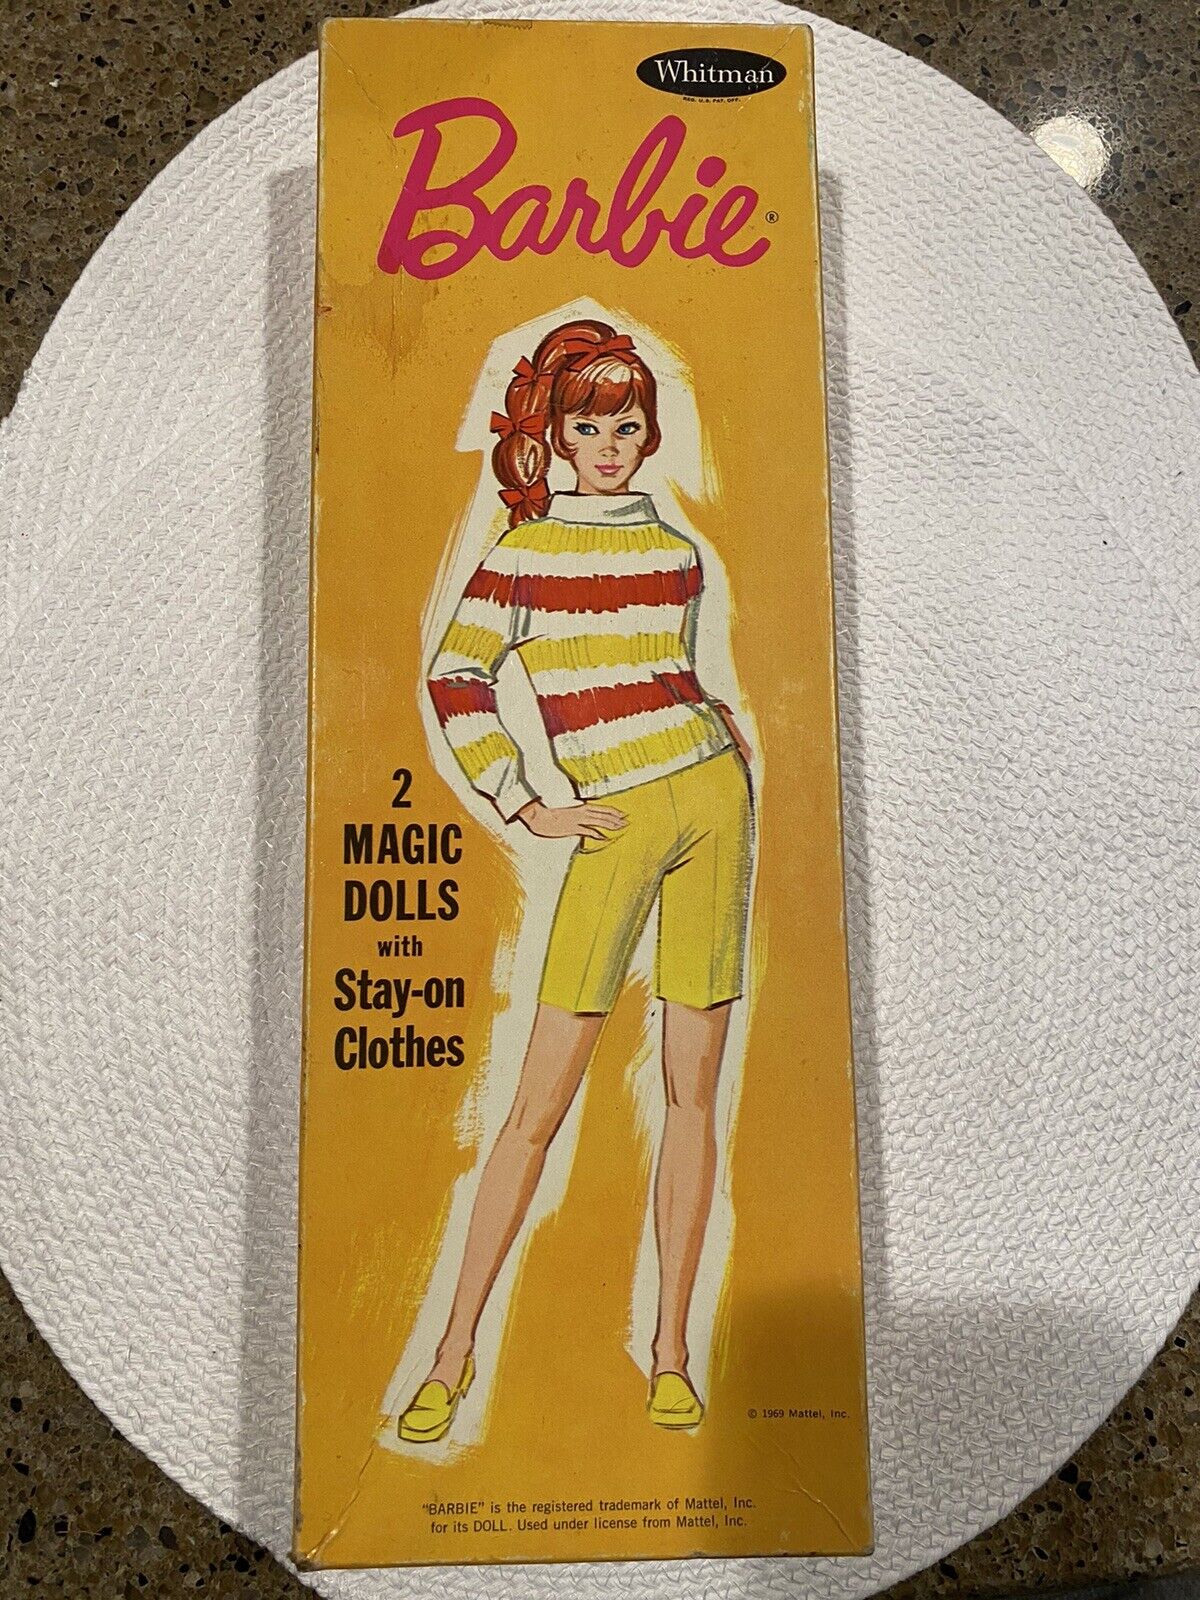 Whitman
REG. U.S. PAT. OFF.
Barbie®
2
MAGIC
DOLLS
with
Stay-on
Clothes
© 1969 Mattel, Inc.
"BARBIE" is the registered trademark of Mattel, Inc.
for its DOLL. Used under license from Mattel, Inc.